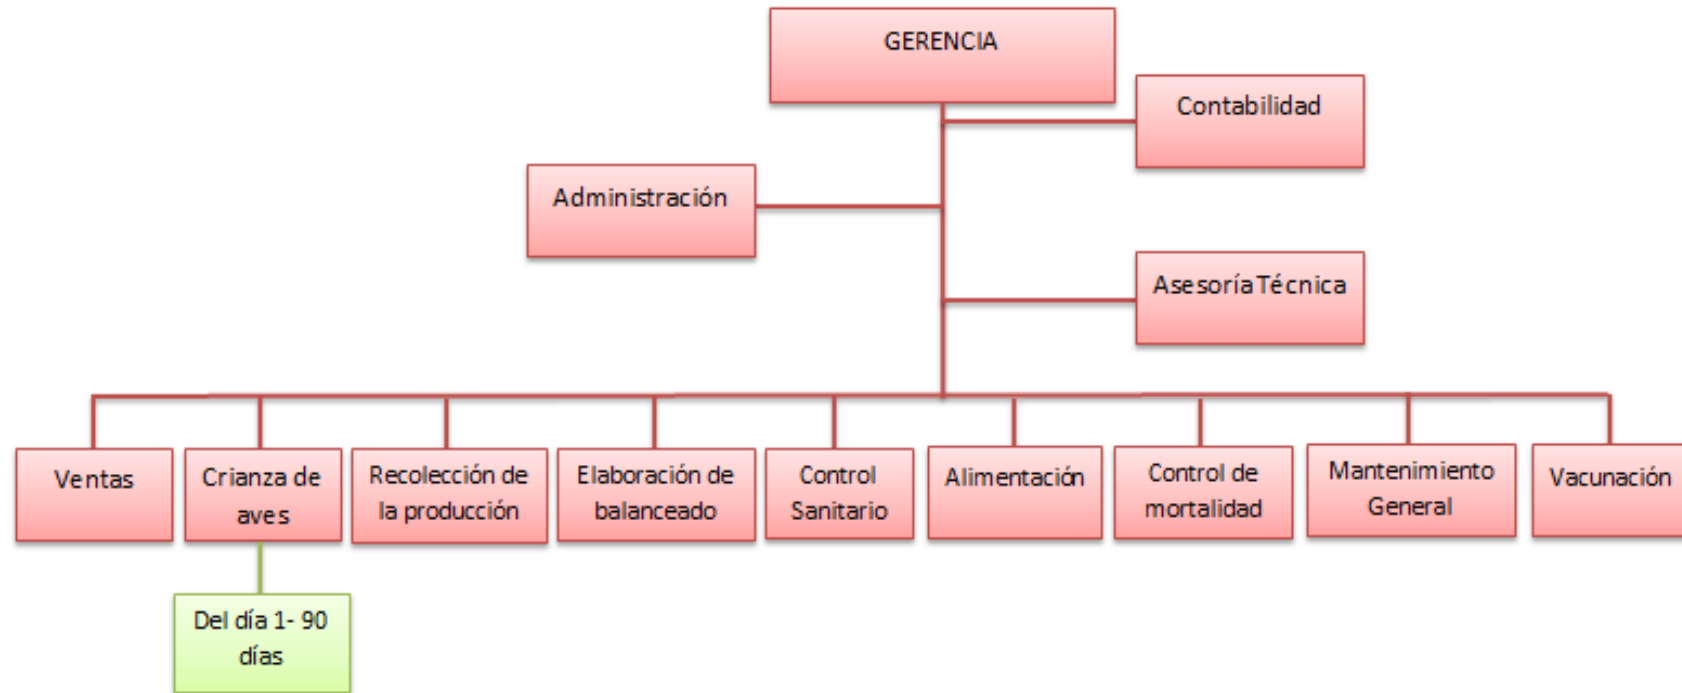 GERENCIA
Contabilidad
Administración
Asesoría Técnica
Ventas
Crianza de
aves
Recolección de
la producción
Elaboración de
balanceado
Control
Sanitario
Alimentación
Control de
mortalidad
Mantenimiento
General
Vacunación
Del día 1- 90
días